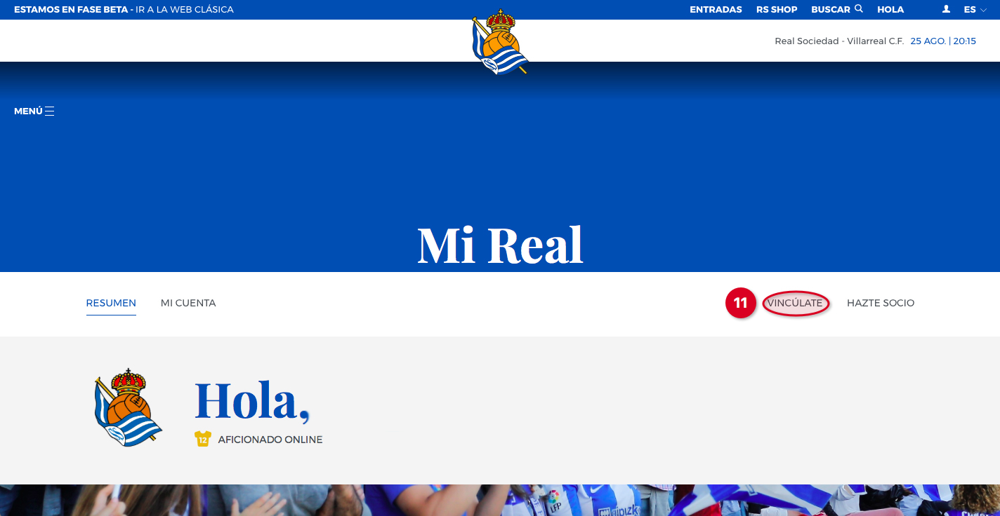 ESTAMOS EN FASE BETA - IR A LA WEB CLÁSICA
ENTRADAS RS SHOP BUSCAR HOLA ES
Real Sociedad - Villarreal C.F. 25 AGO. | 20:15
MENÚ
Mi Real
RESUMEN MI CUENTA 11 VINCÚLATE HAZTE SOCIO
Hola,
12 AFICIONADO ONLINE
LFP